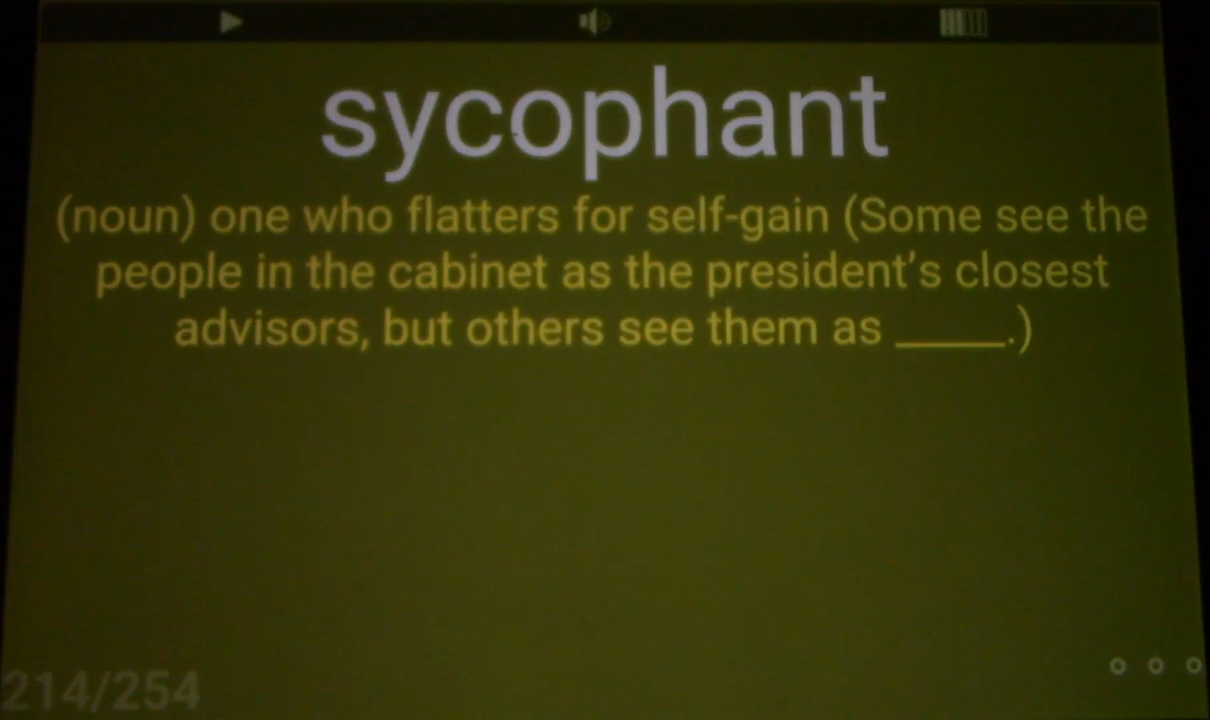 sycophant
(noun) one who flatters for self-gain (Some see the
people in the cabinet as the president's closest
advisors, but others see them as _____.)
214/254